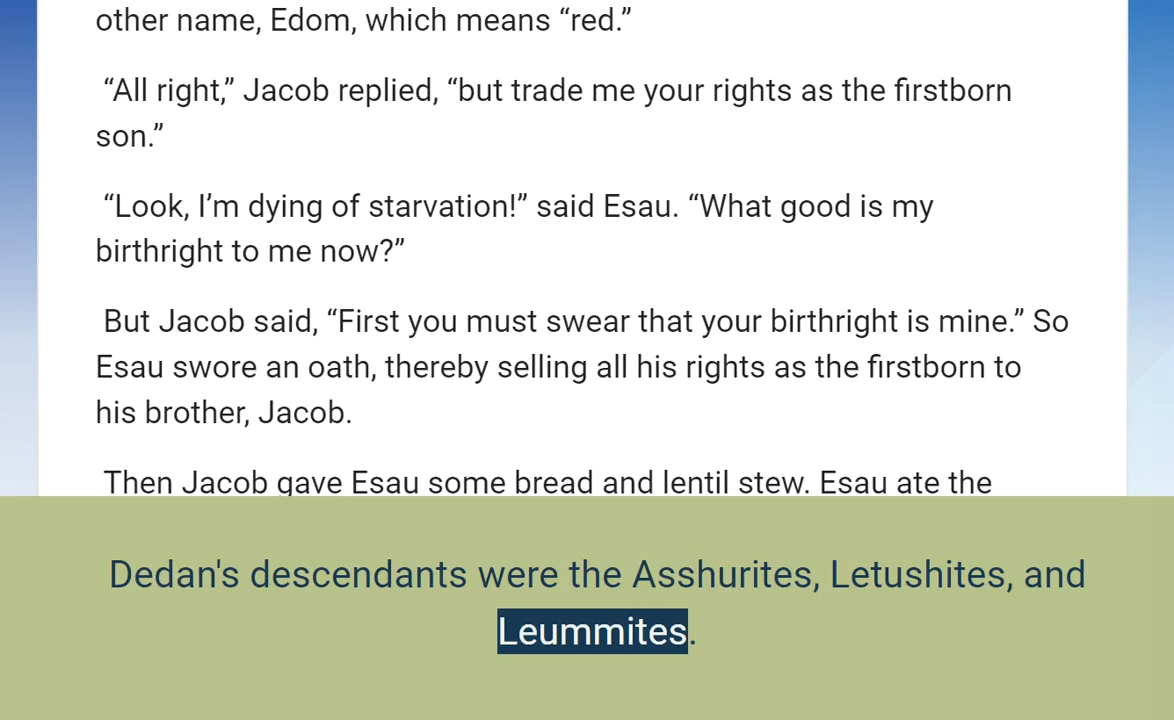 other name, Edom, which means “red.”
“All right,” Jacob replied, “but trade me your rights as the firstborn
son.”
“Look, I’m dying of starvation!” said Esau. “What good is my
birthright to me now?”
But Jacob said, “First you must swear that your birthright is mine.” So
Esau swore an oath, thereby selling all his rights as the firstborn to
his brother, Jacob.
Then Jacob gave Esau some bread and lentil stew. Esau ate the
Dedan's descendants were the Asshurites, Letushites, and
Leummites.